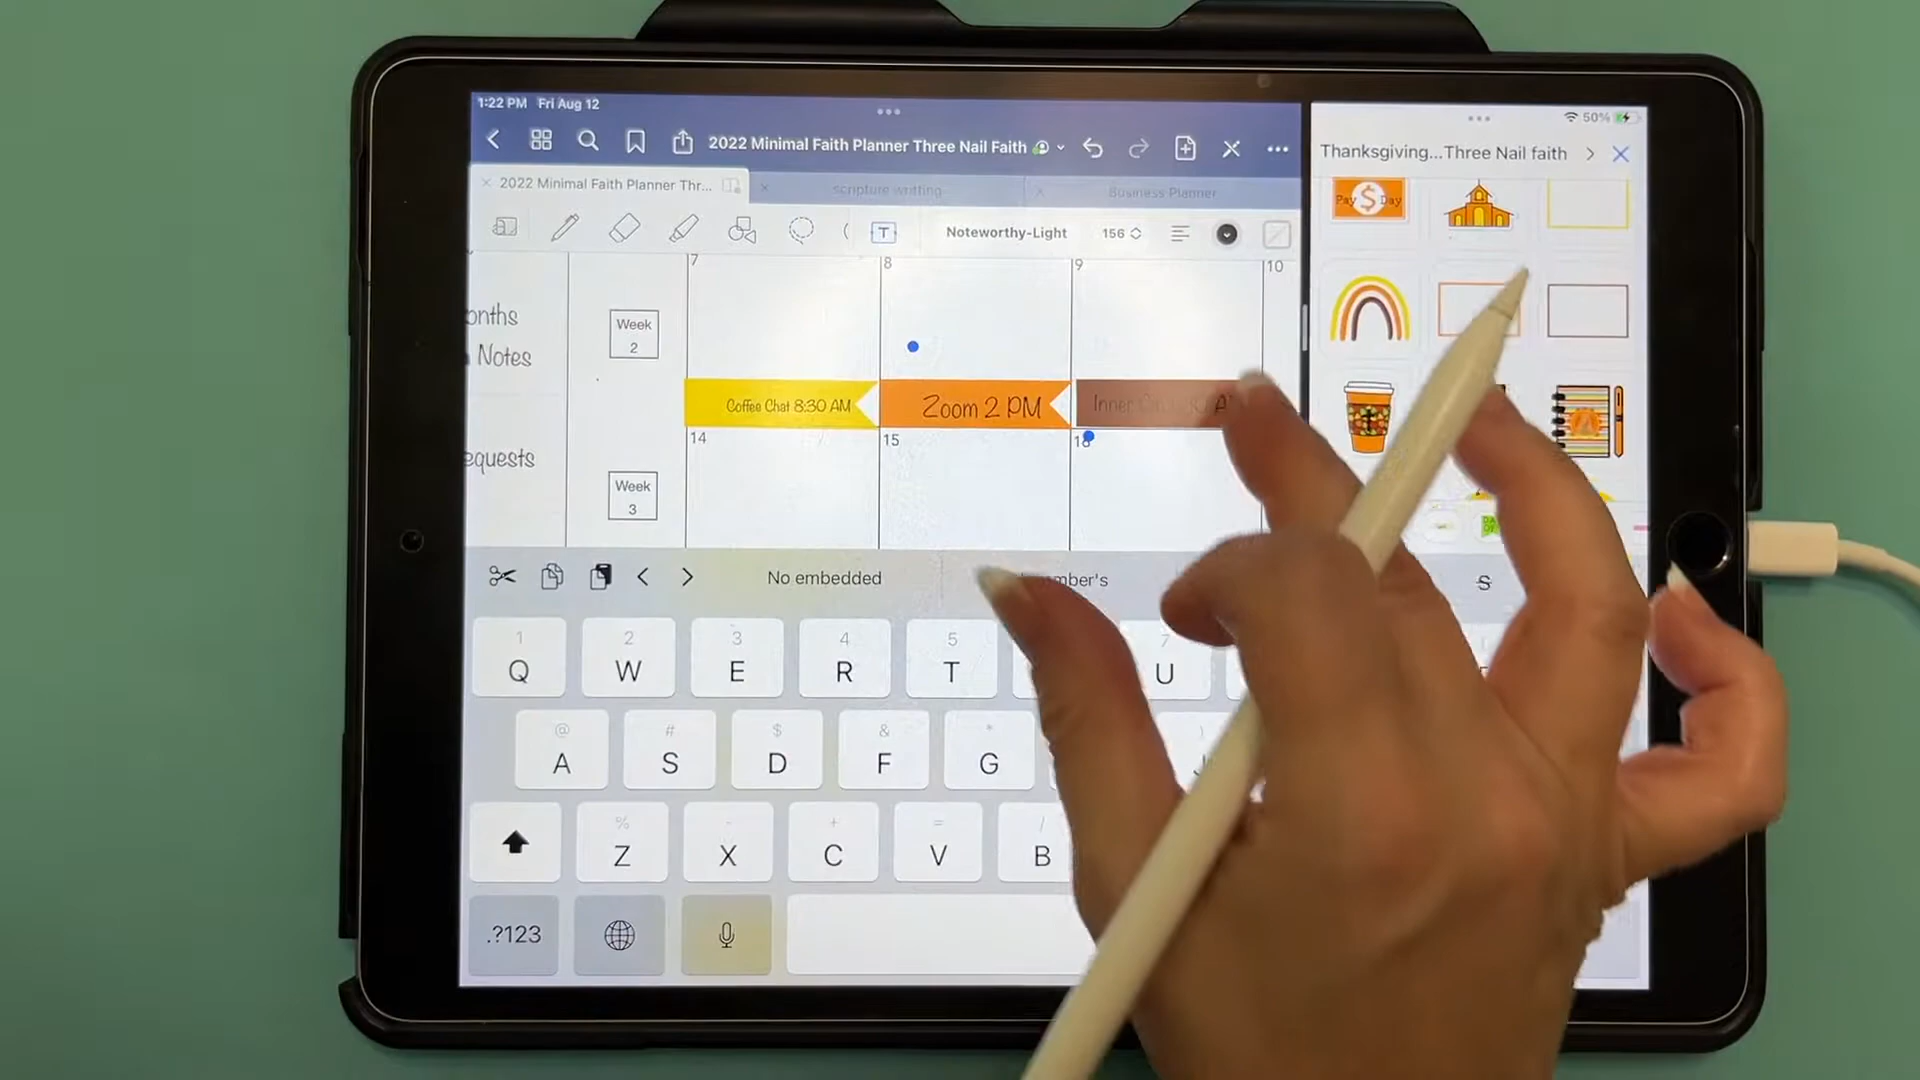 1:22 PM Fri Aug 12
50%
2022 Minimal Faith Planner Three Nail Faith
Thanksgiving...Three Nail faith
2022 Minimal Faith Planner Thr...
scripture writting
Business Planner
Pay $ Day
T
Noteworthy-Light
156
7
8
9
10
onths
Week
2
Notes
Coffee Chat 8:30 AM
Zoom 2 PM
Inner
14
15
equests
Week
3
No embedded
S
1 2 3 4 5 7
Q W E R T U
@ # $ & * )
A S D F G J
% - + = /
Z X C V B
.?123